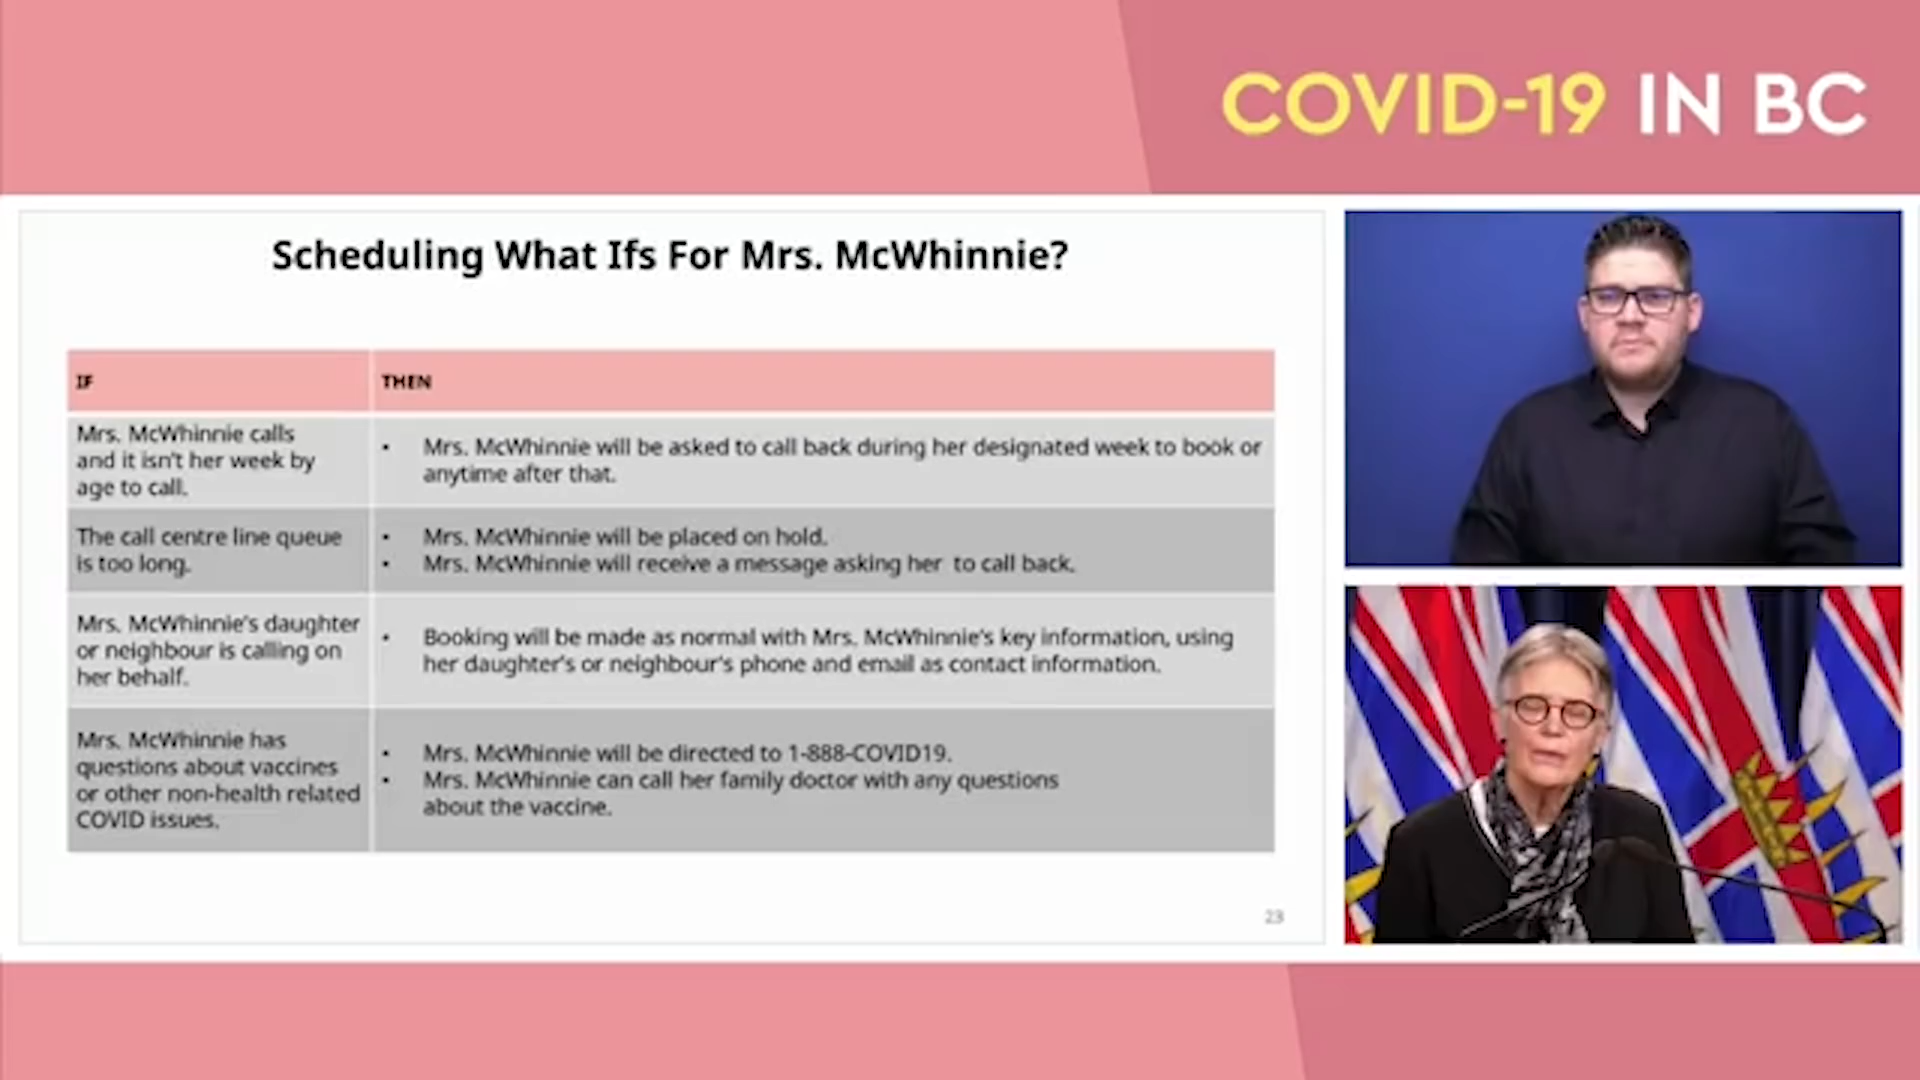 COVID-19 IN BC
Scheduling What Ifs For Mrs. McWhinnie?
IF
THEN
Mrs. McWhinnie calls
and it isn't her week by
age to call.
• Mrs. McWhinnie will be asked to call back during her designated week to book or
anytime after that.
The call centre line queue
is too long.
• Mrs. McWhinnie will be placed on hold.
• Mrs. McWhinnie will receive a message asking her to call back.
Mrs. McWhinnie's daughter
or neighbour is calling on
her behalf.
• Booking will be made as normal with Mrs. McWhinnie's key information, using
her daughter's or neighbour's phone and email as contact information.
Mrs. McWhinnie has
questions about vaccines
or other non-health related
COVID issues.
• Mrs. McWhinnie will be directed to 1-888-COVID19.
• Mrs. McWhinnie can call her family doctor with any questions
about the vaccine.
23